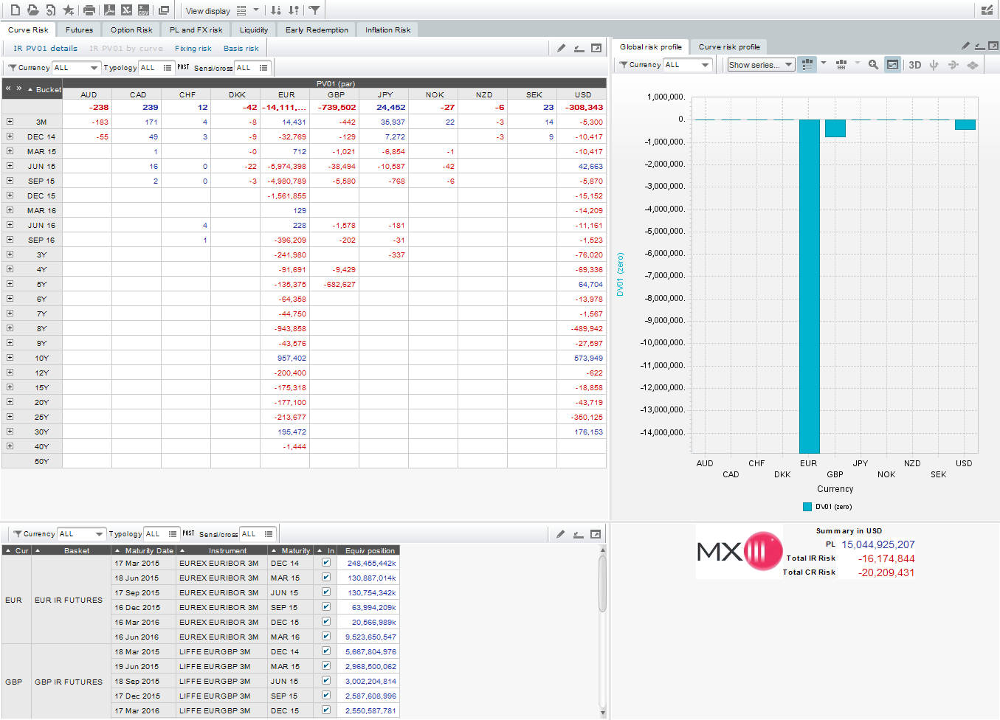 View display
Curve Risk Futures Option Risk PL and FX risk Liquidity Early Redemption Inflation Risk
IR PV01 details IR PV01 by curve Fixing risk Basis risk
Currency ALL Typology ALL POST Sensi/cross ALL
« » Bucket PV01 (par)
AUD CAD CHF DKK EUR GBP JPY NOK NZD SEK USD
-238 239 12 -42 -14,111,... -739,502 24,452 -27 -6 23 -308,343
3M -183 171 4 -8 14,431 -442 35,937 22 -3 14 -5,300
DEC 14 -55 49 3 -9 -32,769 -129 7,272 -3 9 -10,417
MAR 15 1 -0 712 -1,021 -6,854 -1 -10,417
JUN 15 16 0 -22 -5,974,398 -38,494 -10,587 -42 42,663
SEP 15 2 0 -3 -4,980,789 -5,580 -768 -6 -5,870
DEC 15 -1,561,855 -15,152
MAR 16 129 -14,209
JUN 16 4 228 -1,578 -181 -11,161
SEP 16 1 -396,209 -202 -31 -1,523
3Y -241,980 -337 -76,020
4Y -91,691 -9,429 -69,336
5Y -135,375 -682,627 64,704
6Y -64,358 -13,978
7Y -44,750 -1,567
8Y -943,858 -489,942
9Y -43,576 -27,597
10Y 957,402 573,949
12Y -200,400 -622
15Y -175,318 -18,858
20Y -177,100 -43,719
25Y -213,677 -350,125
30Y 195,472 176,153
40Y -1,444
50Y
Global risk profile Curve risk profile
Currency ALL Show series... 3D
1,000,000.
0.
-1,000,000.
-2,000,000.
-3,000,000.
-4,000,000.
-5,000,000.
-6,000,000.
-7,000,000.
-8,000,000.
-9,000,000.
-10,000,000.
-11,000,000.
-12,000,000.
-13,000,000.
-14,000,000.
DV01 (zero)
AUD CAD CHF DKK EUR GBP JPY NOK NZD SEK USD
Currency
DV01 (zero)
Currency ALL Typology ALL POST Sensi/cross ALL
Cur Basket Maturity Date Instrument Maturity In Equiv position
17 Mar 2015 EUREX EURIBOR 3M DEC 14 248,455,442k
18 Jun 2015 EUREX EURIBOR 3M MAR 15 130,887,014k
17 Sep 2015 EUREX EURIBOR 3M JUN 15 130,754,342k
EUR EUR IR FUTURES
16 Dec 2015 EUREX EURIBOR 3M SEP 15 63,994,209k
16 Mar 2016 EUREX EURIBOR 3M DEC 15 20,566,989k
16 Jun 2016 EUREX EURIBOR 3M MAR 16 9,523,650,547
18 Mar 2015 LIFFE EURGBP 3M DEC 14 5,667,804,976
19 Jun 2015 LIFFE EURGBP 3M MAR 15 2,968,500,062
GBP GBP IR FUTURES 18 Sep 2015 LIFFE EURGBP 3M JUN 15 3,002,204,814
17 Dec 2015 LIFFE EURGBP 3M SEP 15 2,587,608,996
17 Mar 2016 LIFFE EURGBP 3M DEC 15 2,550,587,781
MX
Summary in USD
PL 15,044,925,207
Total IR Risk -16,174,844
Total CR Risk -20,209,431